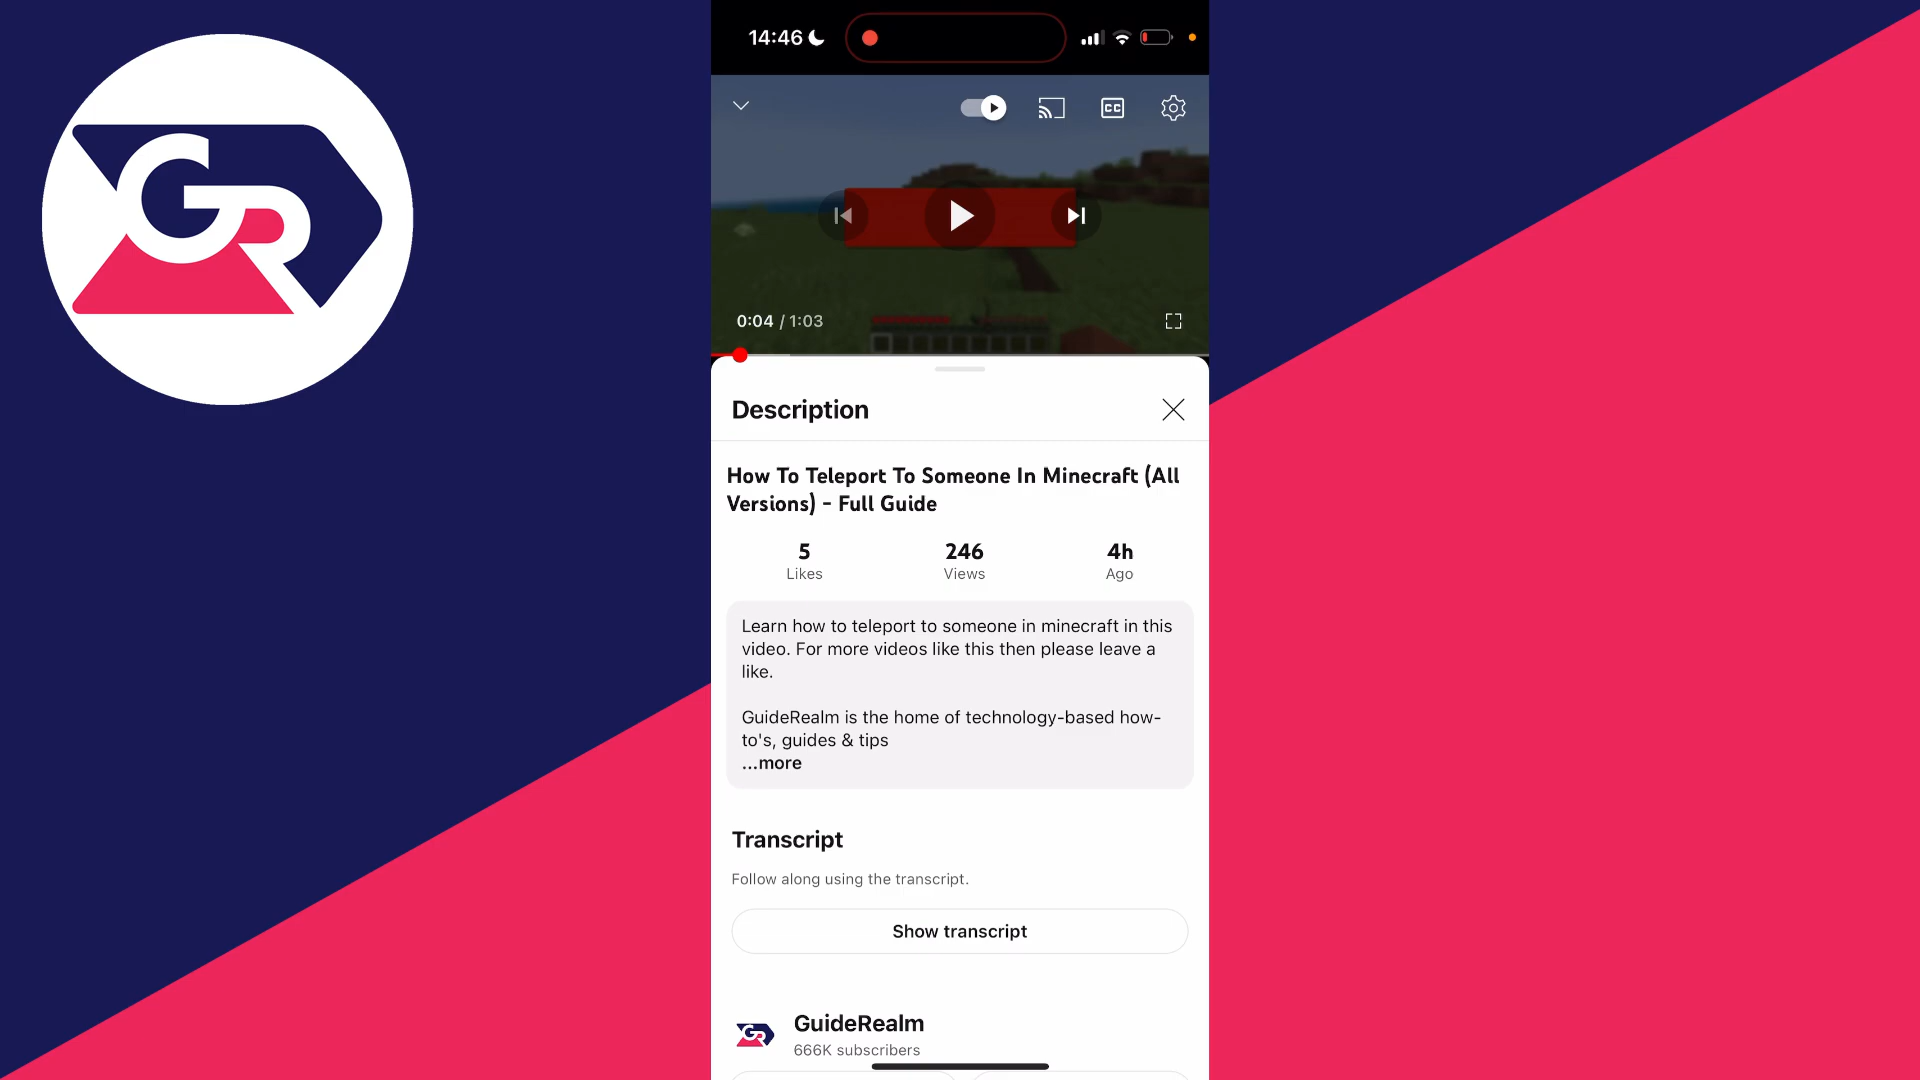 GR
14:46
CC
0:04 / 1:03
Description
How To Teleport To Someone In Minecraft (All
Versions) - Full Guide
5
Likes
246
Views
4h
Ago
Learn how to teleport to someone in minecraft in this
video. For more videos like this then please leave a
like.
GuideRealm is the home of technology-based how-
to's, guides & tips
...more
Transcript
Follow along using the transcript.
Show transcript
GR
GuideRealm
666K subscribers